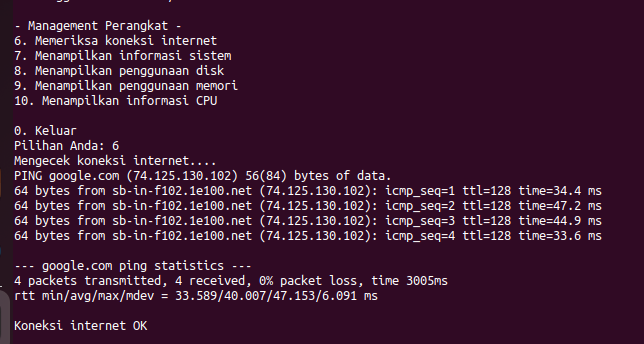 - Management Perangkat -
6. Memeriksa koneksi internet
7. Menampilkan informasi sistem
8. Menampilkan penggunaan disk
9. Menampilkan penggunaan memori
10. Menampilkan informasi CPU
0. Keluar
Pilihan Anda: 6
Mengecek koneksi internet....
PING google.com (74.125.130.102) 56(84) bytes of data.
64 bytes from sb-in-f102.1e100.net (74.125.130.102): icmp_seq=1 ttl=128 time=34.4 ms
64 bytes from sb-in-f102.1e100.net (74.125.130.102): icmp_seq=2 ttl=128 time=47.2 ms
64 bytes from sb-in-f102.1e100.net (74.125.130.102): icmp_seq=3 ttl=128 time=44.9 ms
64 bytes from sb-in-f102.1e100.net (74.125.130.102): icmp_seq=4 ttl=128 time=33.6 ms
--- google.com ping statistics ---
4 packets transmitted, 4 received, 0% packet loss, time 3005ms
rtt min/avg/max/mdev = 33.589/40.007/47.153/6.091 ms
Koneksi internet OK